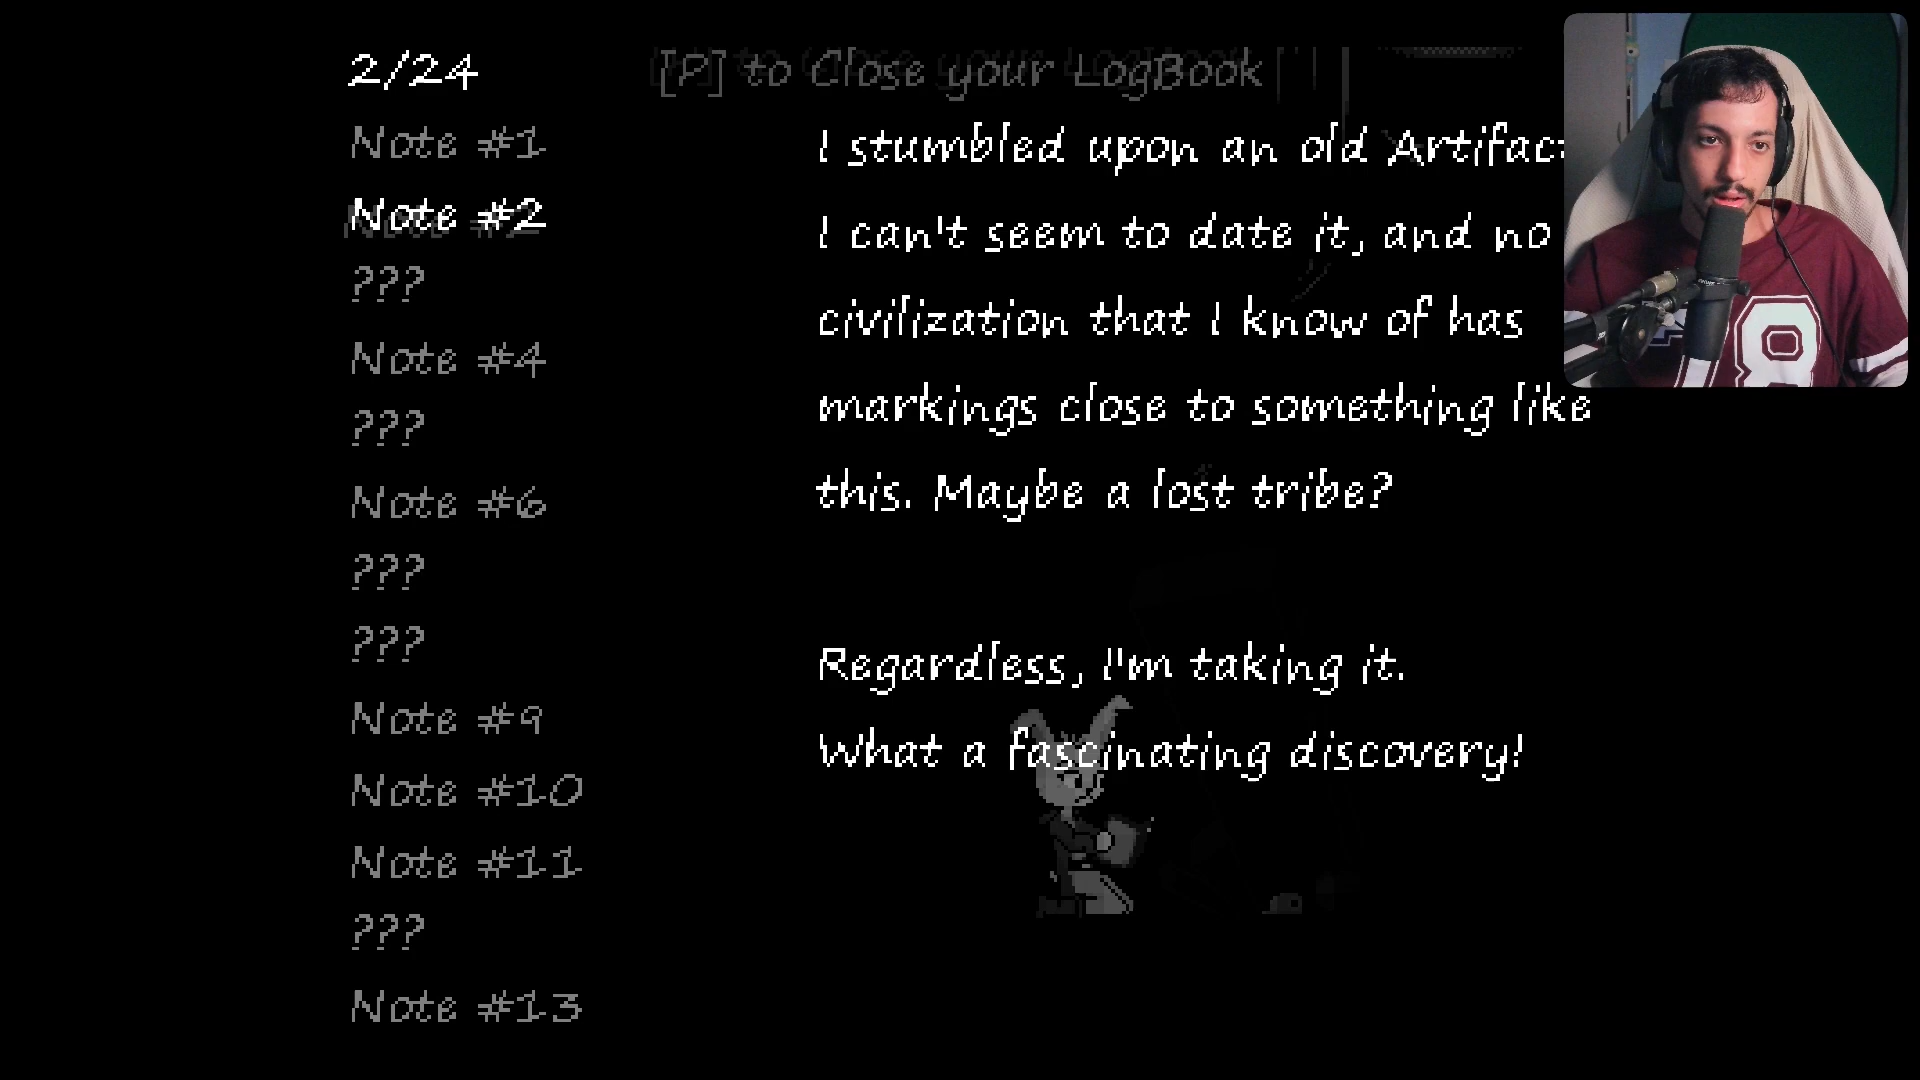 2/24
[P] to Close your LogBook
Note #1
Note #2
???
Note #4
???
Note #6
???
???
Note #9
Note #10
Note #11
???
Note #13
I stumbled upon an old
I can't seem to date it, and no
civilization that I know of has
markings close to something like
this. Maybe a lost tribe?
Regardless, I'm taking it.
What a fascinating discovery!
8